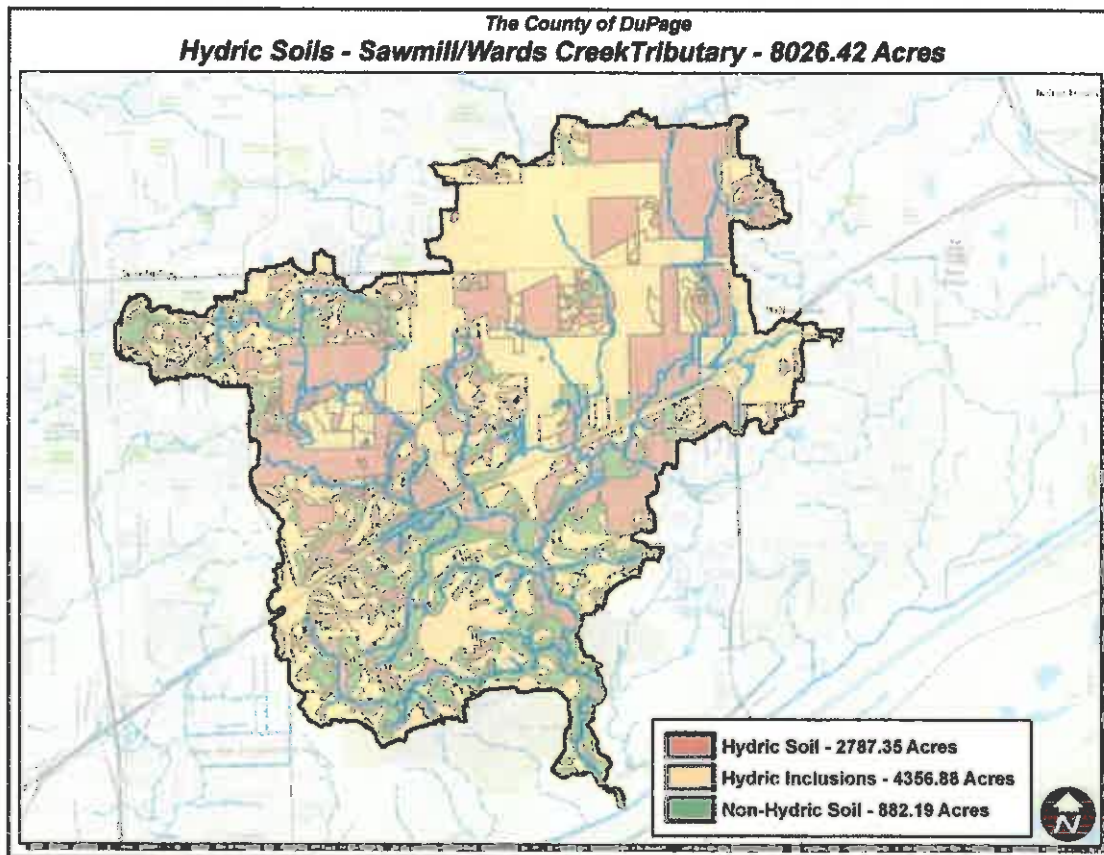 The County of DuPage
Hydric Soils - Sawmill/Wards CreekTributary - 8026.42 Acres
Hydric Soil - 2787.35 Acres
Hydric Inclusions - 4356.88 Acres
Non-Hydric Soil - 882.19 Acres
N